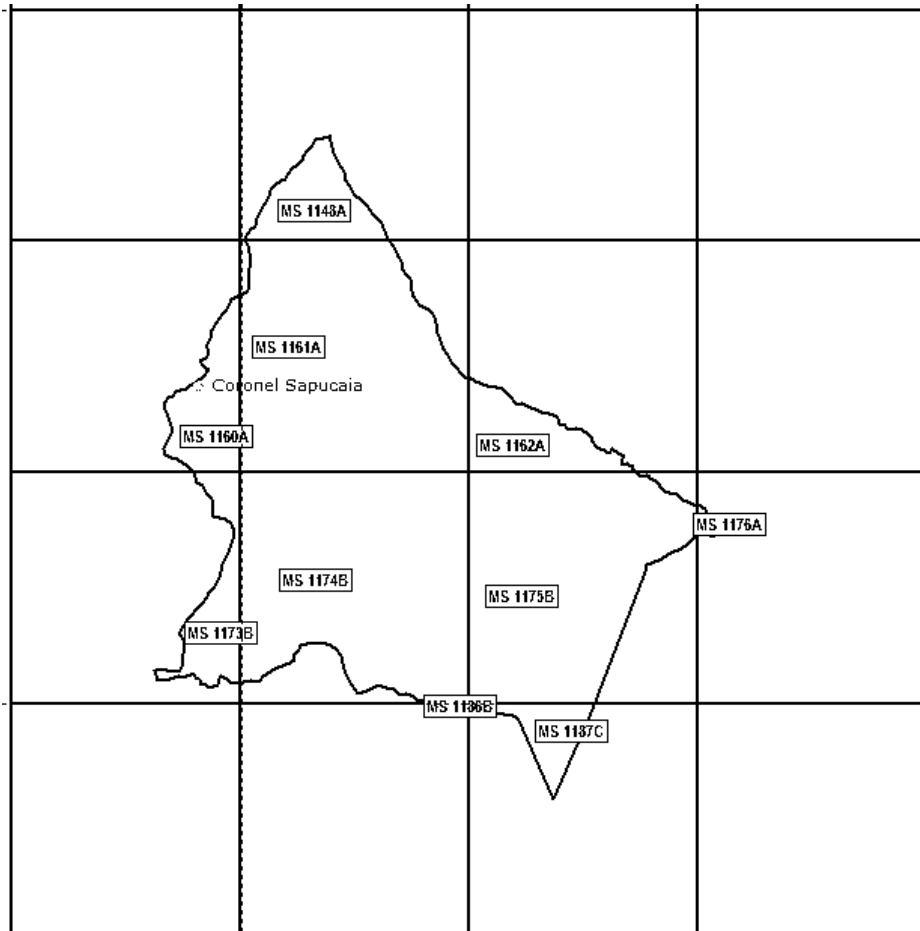 MS 1148A
MS 1161A
Coronel Sapucaia
MS 1160A
MS 1162A
MS 1176A
MS 1174B
MS 1175B
MS 1173B
MS 1186B
MS 1187C